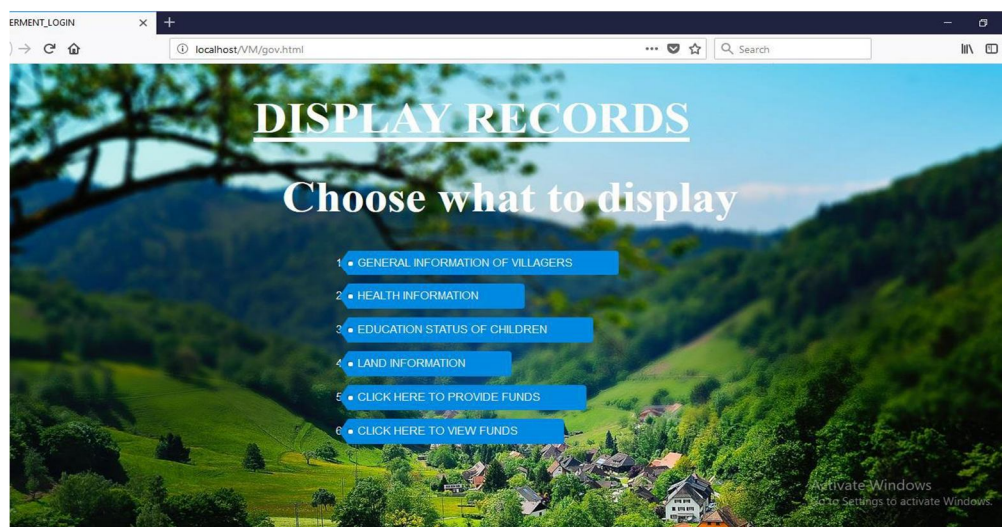 ERMENT_LOGIN
localhost/VM/gov.html
Search
DISPLAY RECORDS
Choose what to display
1 GENERAL INFORMATION OF VILLAGERS
2 HEALTH INFORMATION
3 EDUCATION STATUS OF CHILDREN
4 LAND INFORMATION
5 CLICK HERE TO PROVIDE FUNDS
6 CLICK HERE TO VIEW FUNDS
Activate Windows
Go to Settings to activate Windows.